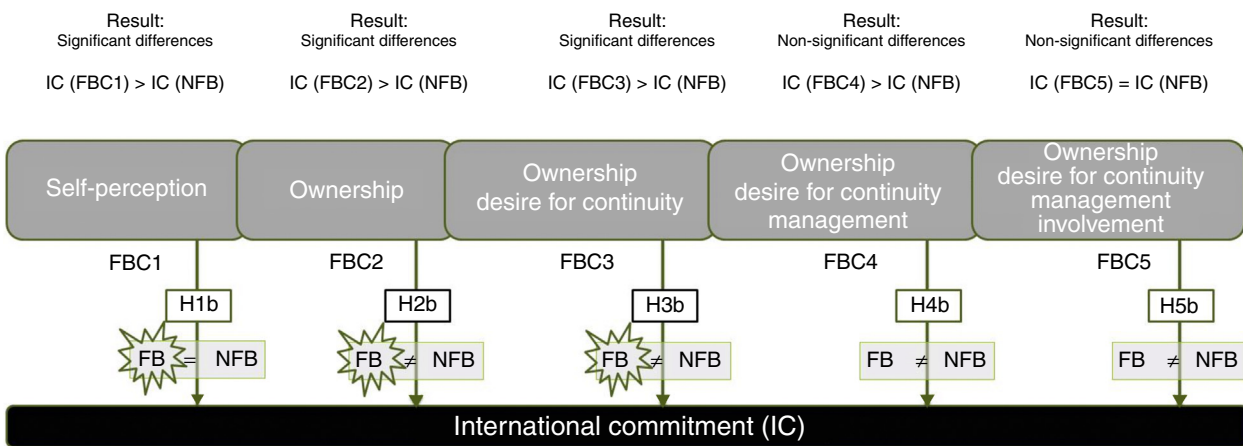 Result:
Significant differences
IC (FBC1) > IC (NFB)
Result:
Significant differences
IC (FBC2) > IC (NFB)
Result:
Significant differences
IC (FBC3) > IC (NFB)
Result:
Non-significant differences
IC (FBC4) > IC (NFB)
Result:
Non-significant differences
IC (FBC5) = IC (NFB)
Self-perception
Ownership
Ownership
desire for continuity
Ownership
desire for continuity
management
Ownership
desire for continuity
management
involvement
FBC1
FBC2
FBC3
FBC4
FBC5
H1b
H2b
H3b
H4b
H5b
FB = NFB
FB ≠ NFB
FB ≠ NFB
FB ≠ NFB
FB ≠ NFB
International commitment (IC)